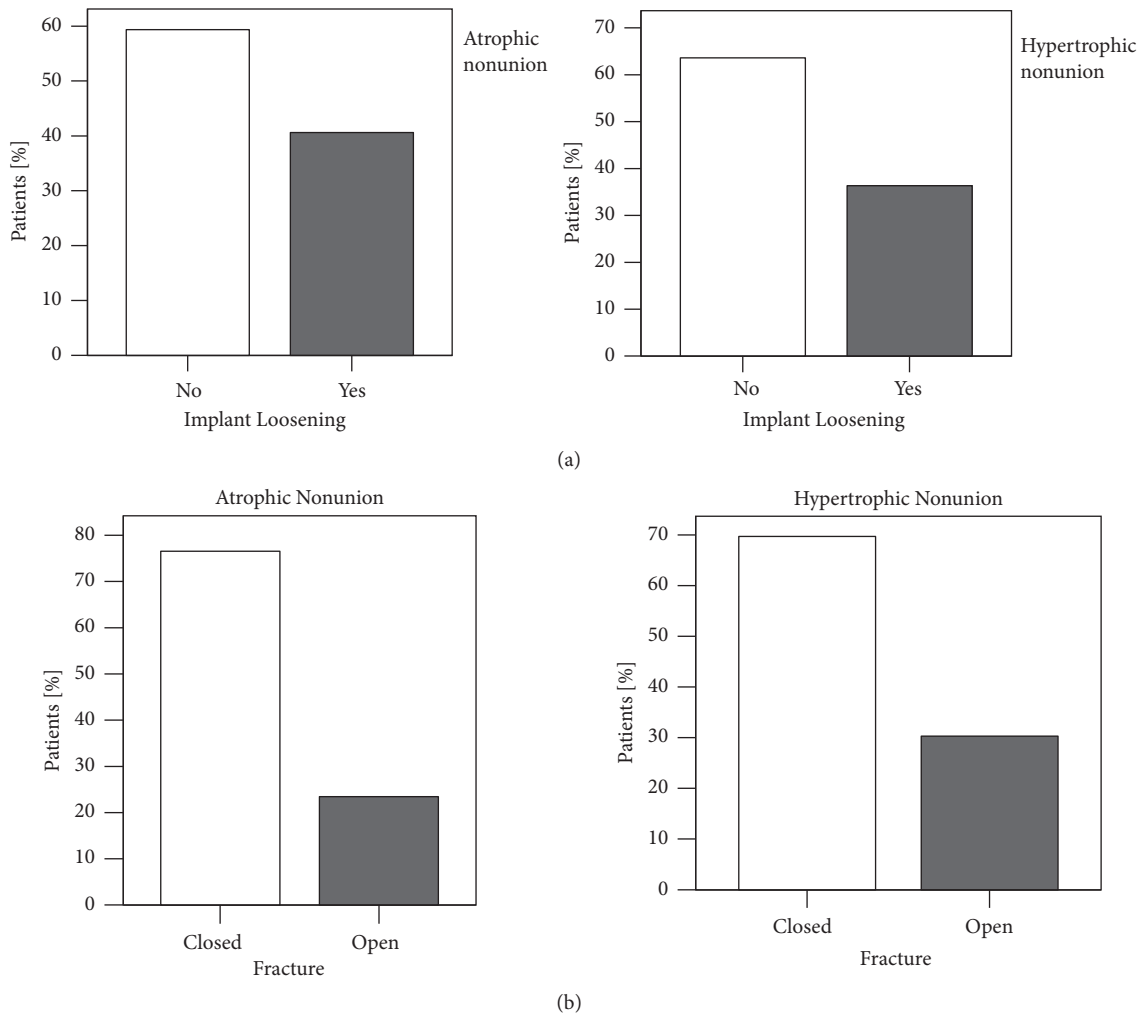 Atrophic
nonunion
Patients [%]
60
50
40
30
20
10
0
No Yes
Implant Loosening
Hypertrophic
nonunion
Patients [%]
70
60
50
40
30
20
10
0
No Yes
Implant Loosening
(a)
Atrophic Nonunion
Patients [%]
80
70
60
50
40
30
20
10
0
Closed Open
Fracture
Hypertrophic Nonunion
Patients [%]
70
60
50
40
30
20
10
0
Closed Open
Fracture
(b)